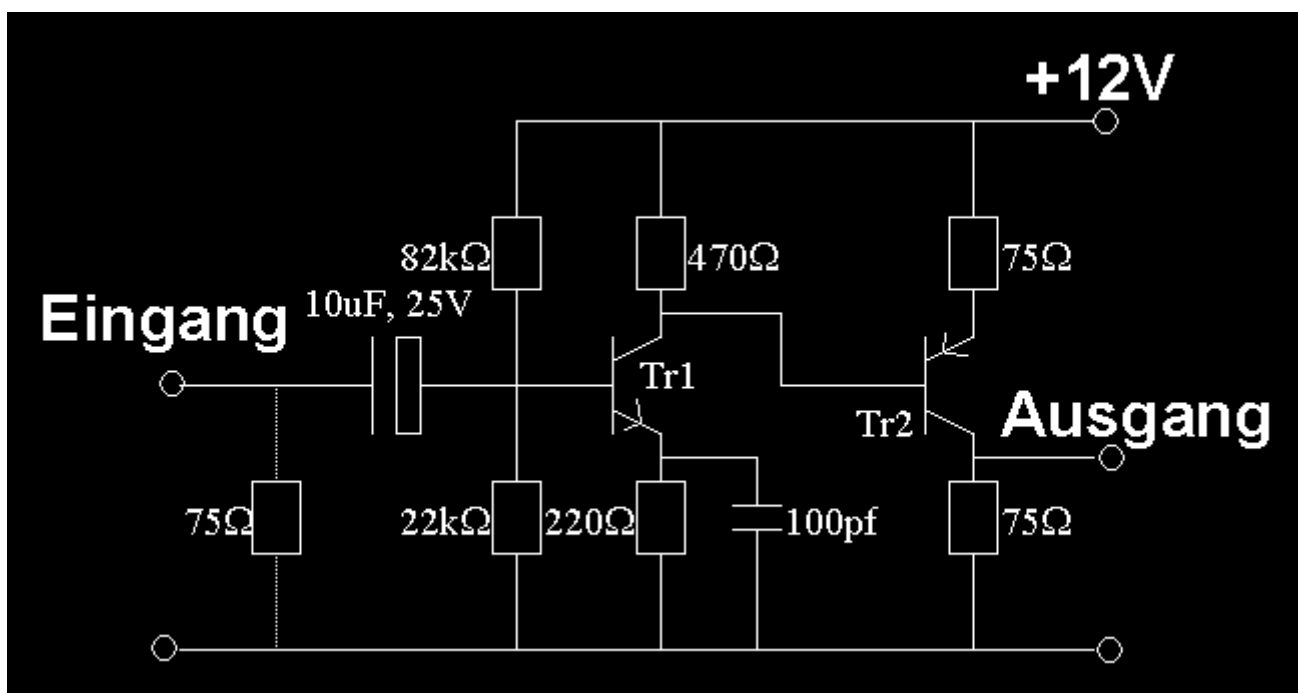 +12V
82kΩ
470Ω
75Ω
Eingang
10uF, 25V
Tr1
Tr2
Ausgang
75Ω
22kΩ
220Ω
100pf
75Ω